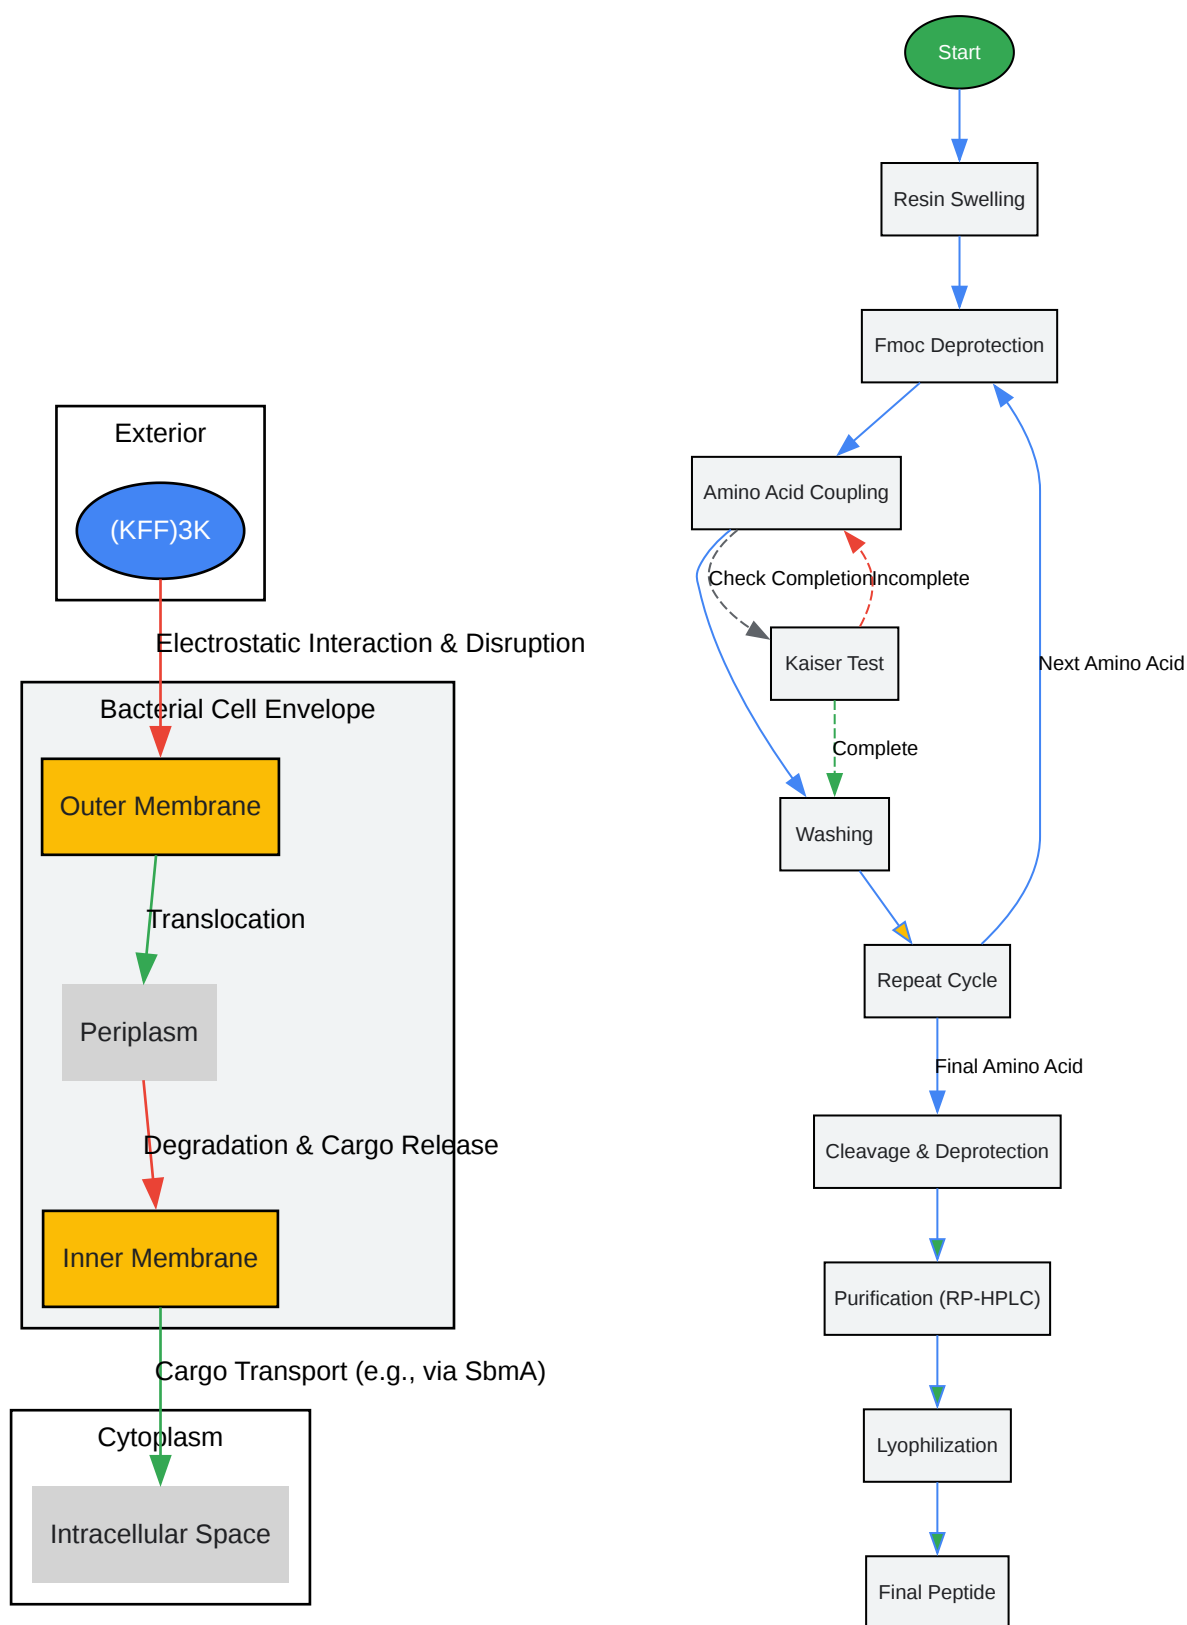 Exterior
(KFF)3K
Electrostatic Interaction & Disruption
Bacterial Cell Envelope
Outer Membrane
Translocation
Periplasm
Degradation & Cargo Release
Inner Membrane
Cargo Transport (e.g., via SbmA)
Cytoplasm
Intracellular Space
Start
Resin Swelling
Fmoc Deprotection
Amino Acid Coupling
Check Completion
Incomplete
Kaiser Test
Next Amino Acid
Complete
Washing
Repeat Cycle
Final Amino Acid
Cleavage & Deprotection
Purification (RP-HPLC)
Lyophilization
Final Peptide